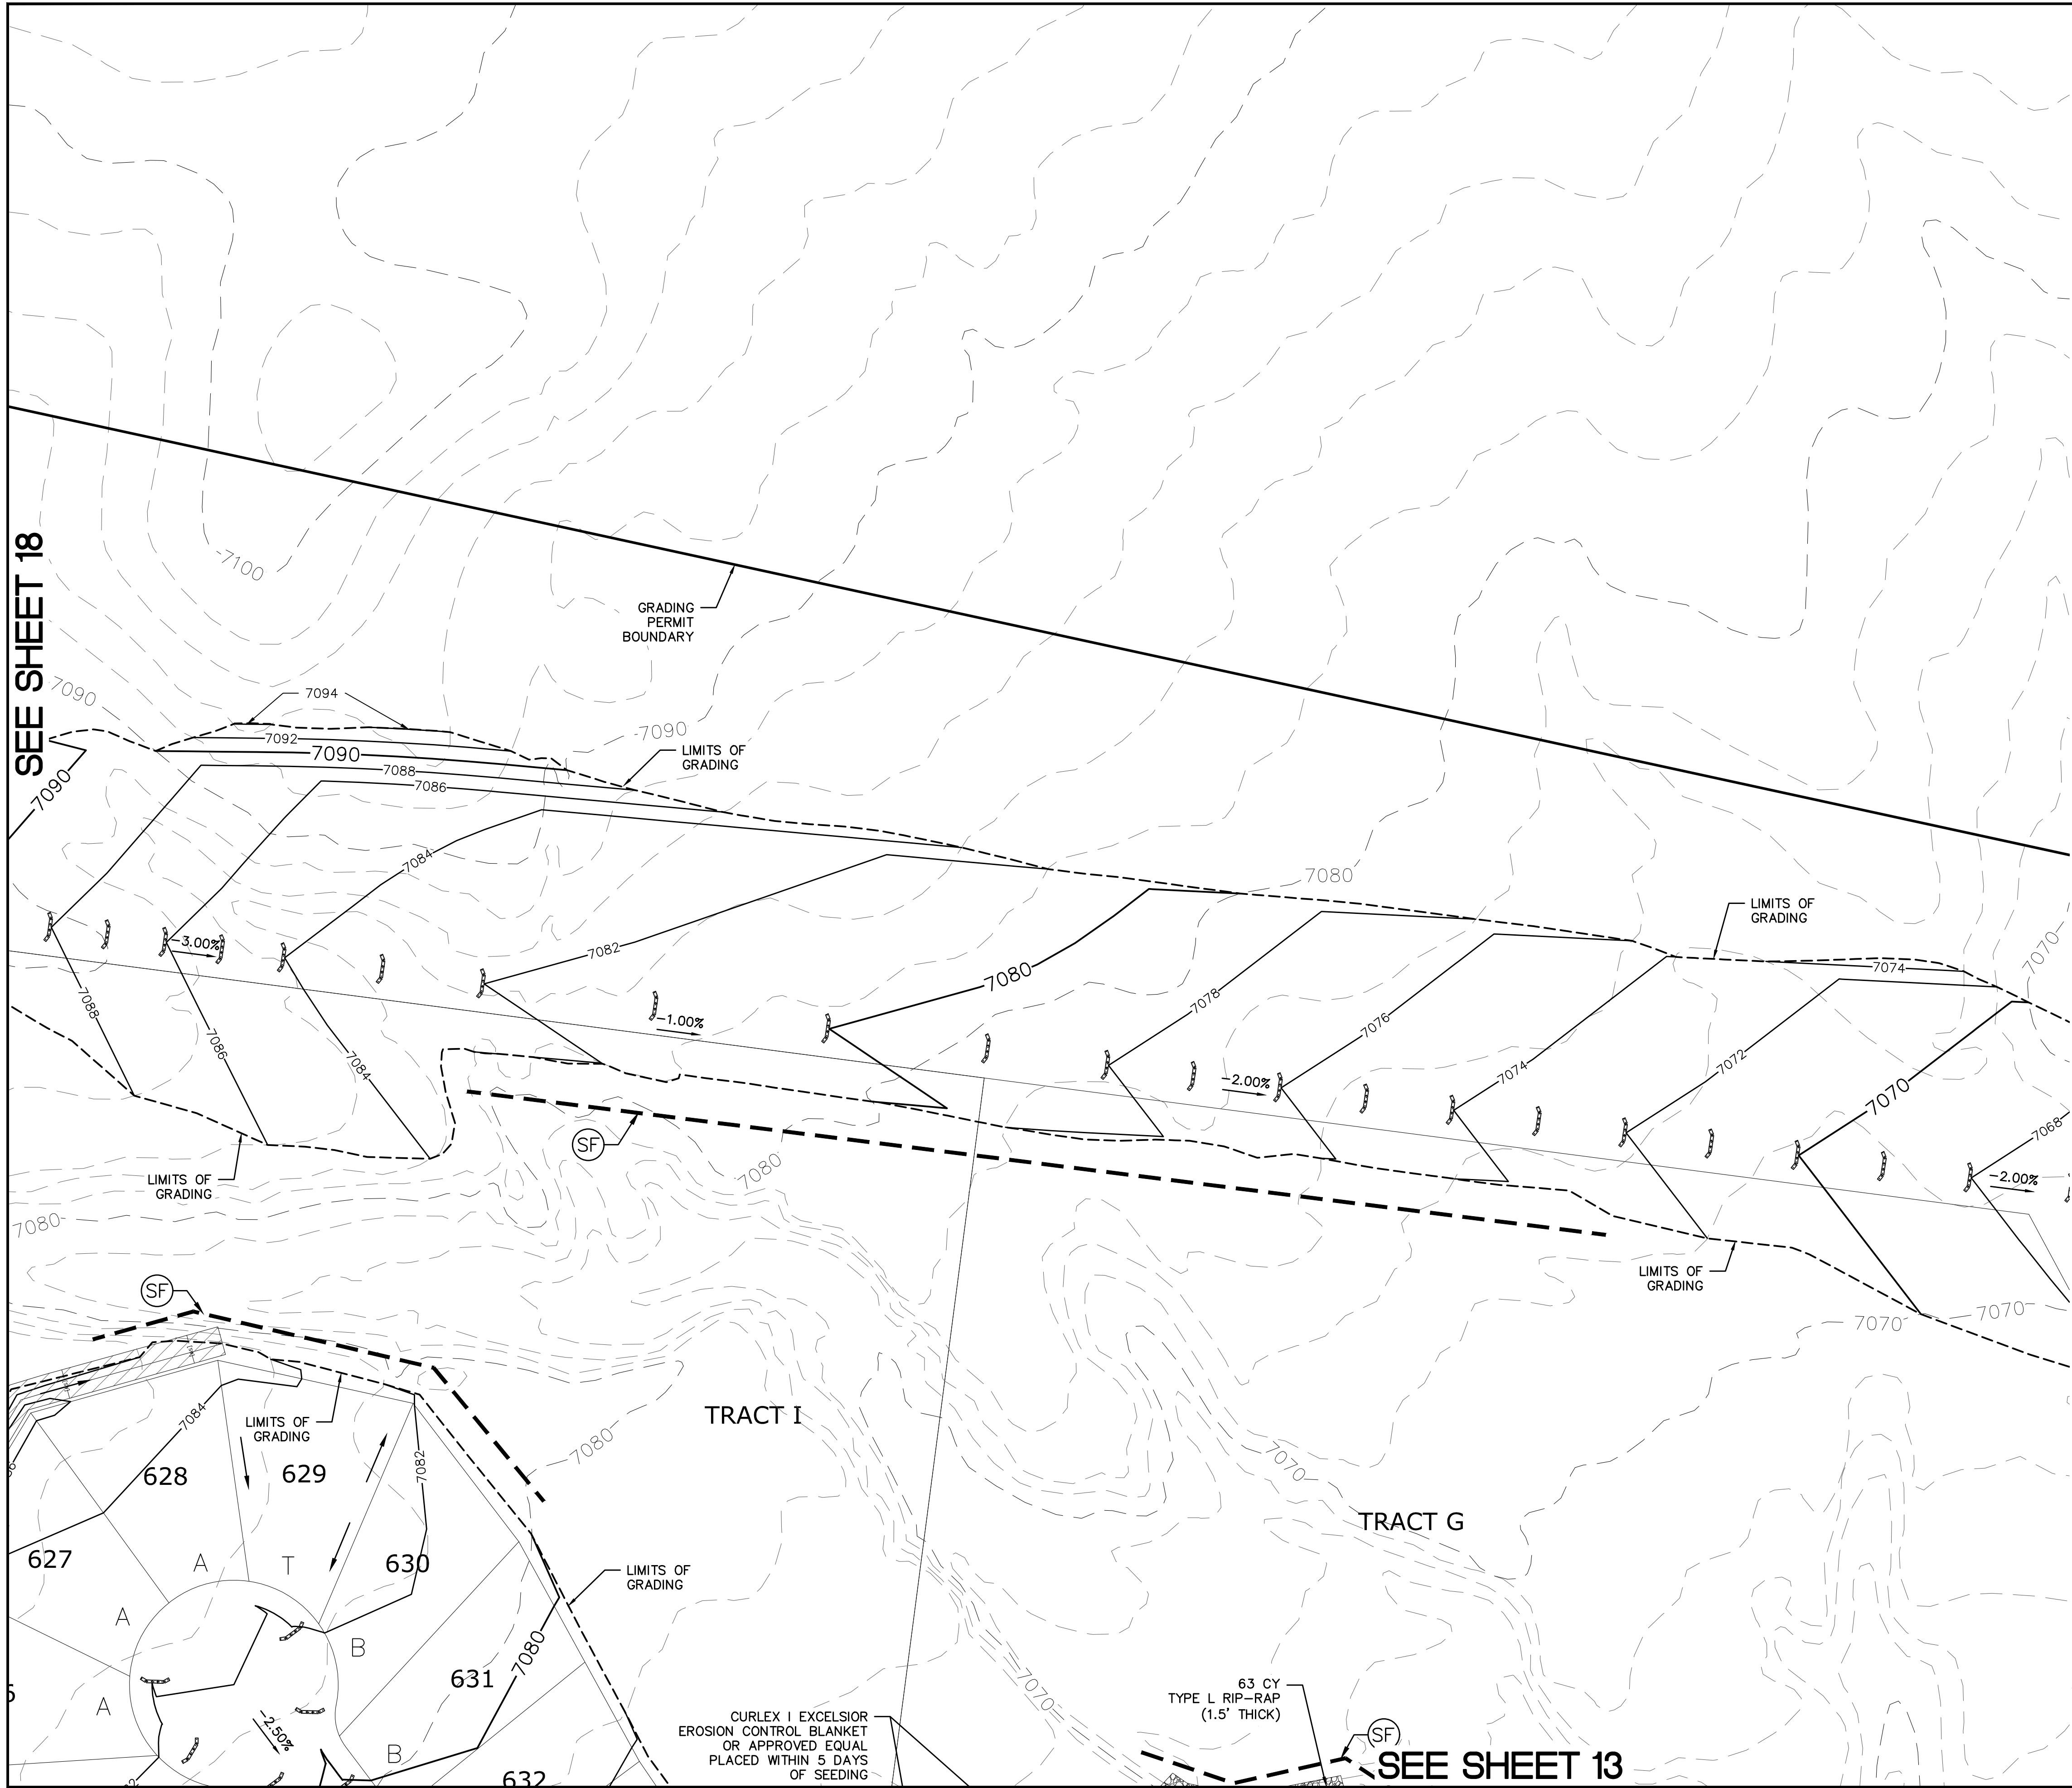 -7100
SEE SHEET 18
GRADING
PERMIT
BOUNDARY
7090
7094
7092
7090
-7090
7088
7086
LIMITS OF
GRADING
7090
7084
7080
LIMITS OF
GRADING
7070
7074
-3.00%
7082
7080
7078
7076
7074
7072
7070
7068
7088
7086
7084
-1.00%
-2.00%
-2.00%
SF
7080
LIMITS OF
GRADING
7080
LIMITS OF
GRADING
SF
7070
7070
7084
LIMITS OF
GRADING
TRACT I
7080
7082
628
629
7070
TRACT G
627
A
T
630
LIMITS OF
GRADING
A
B
7080
631
A
-2.50%
B
632
7070
63 CY
TYPE L RIP-RAP
(1.5' THICK)
CURLEX I EXCELSIOR
EROSION CONTROL BLANKET
OR APPROVED EQUAL
PLACED WITHIN 5 DAYS
OF SEEDING
SF
SEE SHEET 13